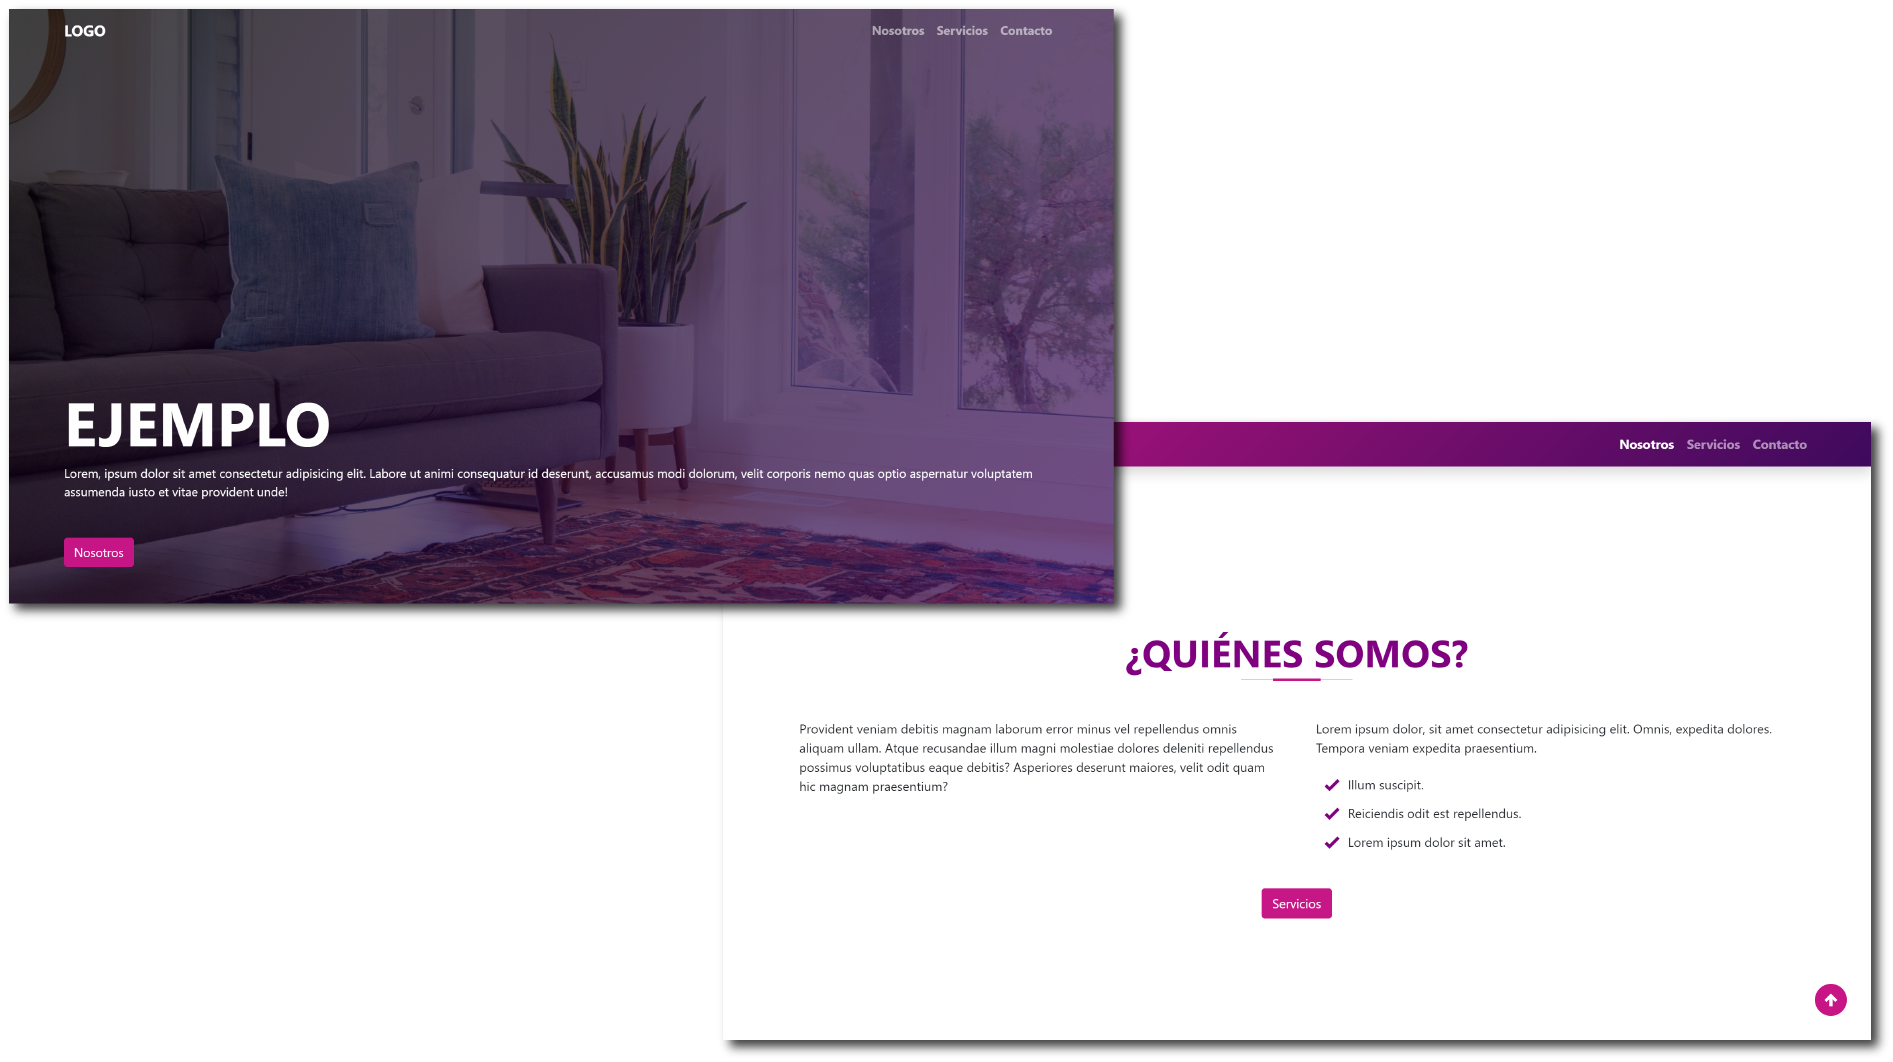 LOGO
Nosotros Servicios Contacto
EJEMPLO
Lorem, ipsum dolor sit amet consectetur adipisicing elit. Labore ut animi consequatur id deserunt, accusamus modi dolorum, velit corporis nemo quas optio aspernatur voluptatem
assumenda iusto et vitae provident unde!
Nosotros
Nosotros Servicios Contacto
¿QUIÉNES SOMOS?
Provident veniam debitis magnam laborum error minus vel repellendus omnis
aliquam ullam. Atque recusandae illum magni molestiae dolores deleniti repellendus
possimus voluptatibus eaque debitis? Asperiores deserunt maiores, velit odit quam
hic magnam praesentium?
Lorem ipsum dolor, sit amet consectetur adipisicing elit. Omnis, expedita dolores.
Tempora veniam expedita praesentium.
Illum suscipit.
Reiciendis odit est repellendus.
Lorem ipsum dolor sit amet.
Servicios